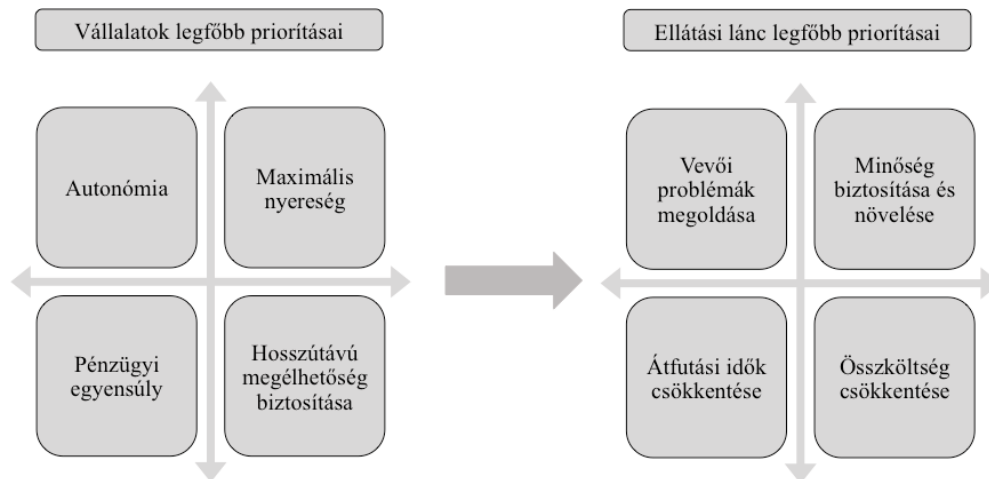 Vállalatok legfőbb prioritásai
Autonómia
Maximális
nyereség
Pénzügyi
egyensúly
Hosszútávú
megélhetőség
biztosítása
Ellátási lánc legfőbb prioritásai
Vevői
problémák
megoldása
Minőség
biztosítása és
növelése
Átfutási idők
csökkentése
Összköltség
csökkentése